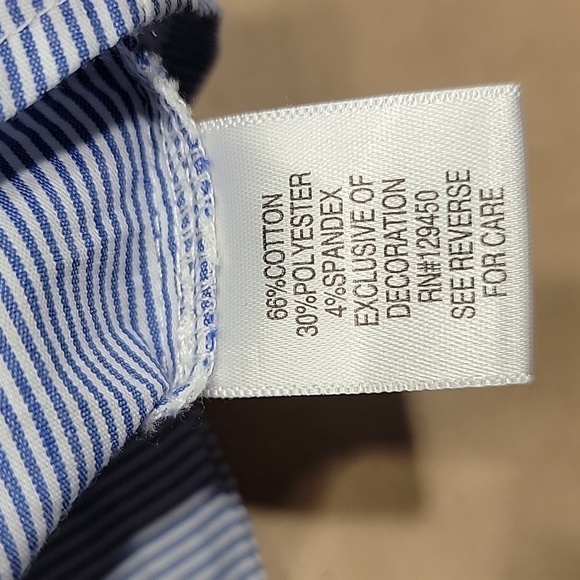 66%COTTON
30%POLYESTER
4%SPANDEX
EXCLUSIVE OF
DECORATION
RN#129450
SEE REVERSE
FOR CARE